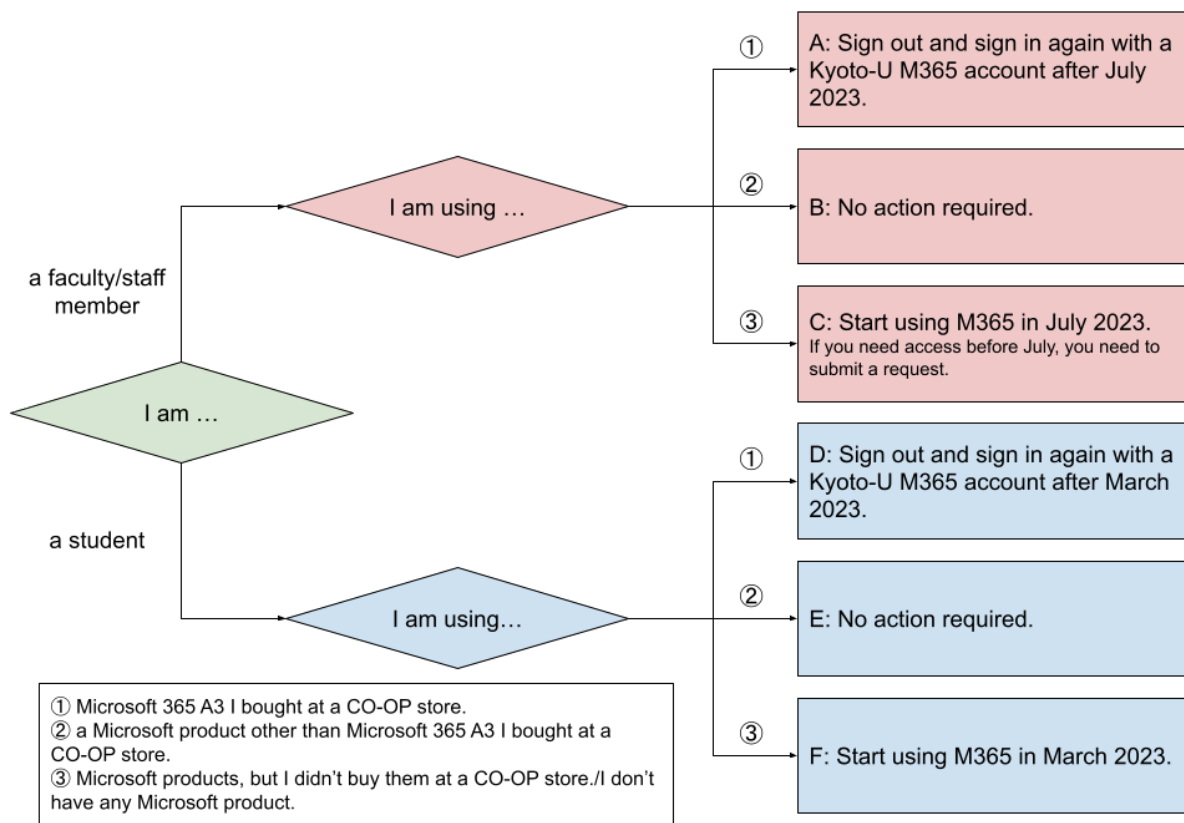 ①
A: Sign out and sign in again with a
Kyoto-U M365 account after July
2023.
I am using …
②
B: No action required.
a faculty/staff
member
③
C: Start using M365 in July 2023.
If you need access before July, you need to
submit a request.
I am …
①
D: Sign out and sign in again with a
Kyoto-U M365 account after March
2023.
a student
I am using…
②
E: No action required.
③
F: Start using M365 in March 2023.
① Microsoft 365 A3 I bought at a CO-OP store.
② a Microsoft product other than Microsoft 365 A3 I bought at a
CO-OP store.
③ Microsoft products, but I didn’t buy them at a CO-OP store./I don’t
have any Microsoft product.